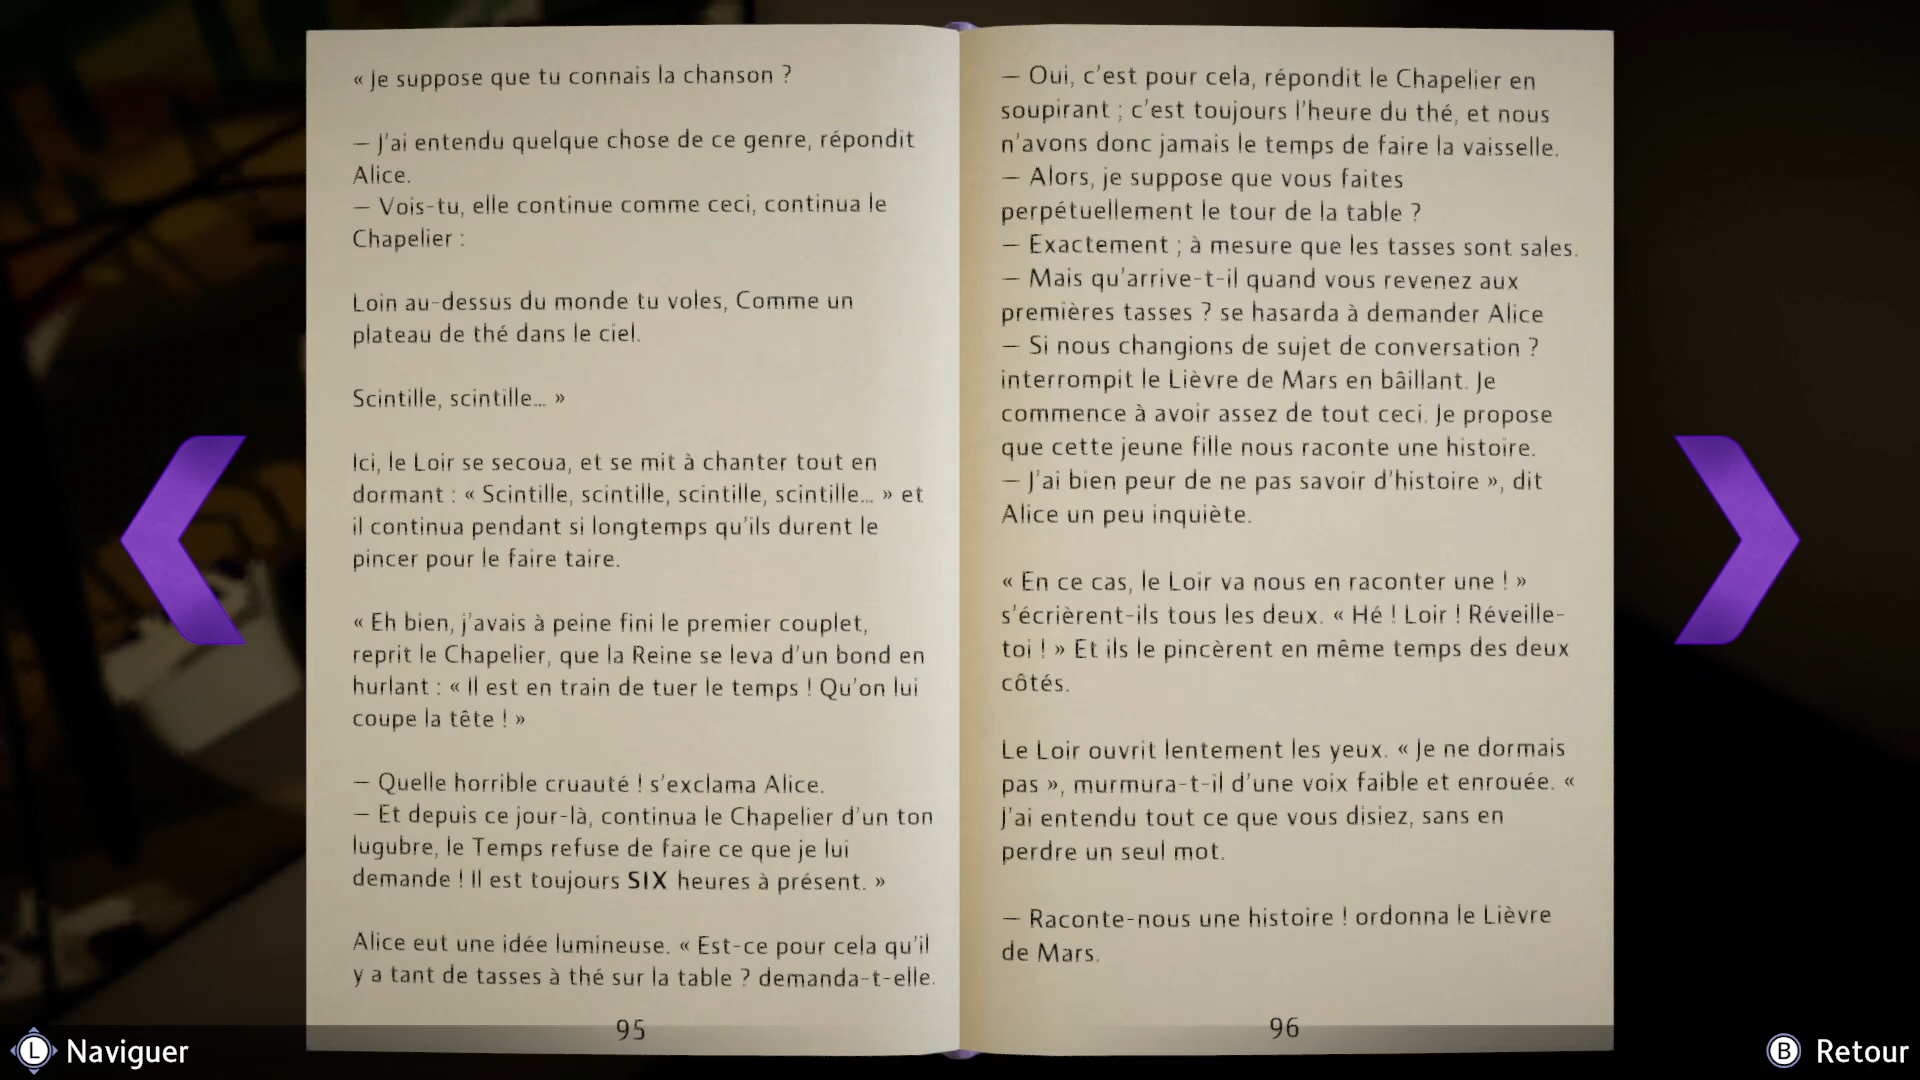 « Je suppose que tu connais la chanson ?
— J'ai entendu quelque chose de ce genre, répondit
Alice.
— Vois-tu, elle continue comme ceci, continua le
Chapelier :
Loin au-dessus du monde tu voles, Comme un
plateau de thé dans le ciel.
Scintille, scintille... »
Ici, le Loir se secoua, et se mit à chanter tout en
dormant : « Scintille, scintille, scintille, scintille... » et
il continua pendant si longtemps qu'ils durent le
pincer pour le faire taire.
« Eh bien, j'avais à peine fini le premier couplet,
reprit le Chapelier, que la Reine se leva d'un bond en
hurlant : « Il est en train de tuer le temps ! Qu'on lui
coupe la tête ! »
— Quelle horrible cruauté ! s'exclama Alice.
— Et depuis ce jour-là, continua le Chapelier d'un ton
lugubre, le Temps refuse de faire ce que je lui
demande ! Il est toujours SIX heures à présent. »
Alice eut une idée lumineuse. « Est-ce pour cela qu'il
y a tant de tasses à thé sur la table ? demanda-t-elle.
95
— Oui, c'est pour cela, répondit le Chapelier en
soupirant ; c'est toujours l'heure du thé, et nous
n'avons donc jamais le temps de faire la vaisselle.
— Alors, je suppose que vous faites
perpétuellement le tour de la table ?
— Exactement ; à mesure que les tasses sont sales.
— Mais qu'arrive-t-il quand vous revenez aux
premières tasses ? se hasarda à demander Alice
— Si nous changions de sujet de conversation ?
interrompit le Lièvre de Mars en bâillant. Je
commence à avoir assez de tout ceci. Je propose
que cette jeune fille nous raconte une histoire.
— J'ai bien peur de ne pas savoir d'histoire », dit
Alice un peu inquiète.
« En ce cas, le Loir va nous en raconter une ! »
s'écrièrent-ils tous les deux. « Hé ! Loir ! Réveille-
toi ! » Et ils le pincèrent en même temps des deux
côtés.
Le Loir ouvrit lentement les yeux. « Je ne dormais
pas », murmura-t-il d'une voix faible et enrouée. «
J'ai entendu tout ce que vous disiez, sans en
perdre un seul mot.
— Raconte-nous une histoire ! ordonna le Lièvre
de Mars.
96
L Naviguer
B Retour